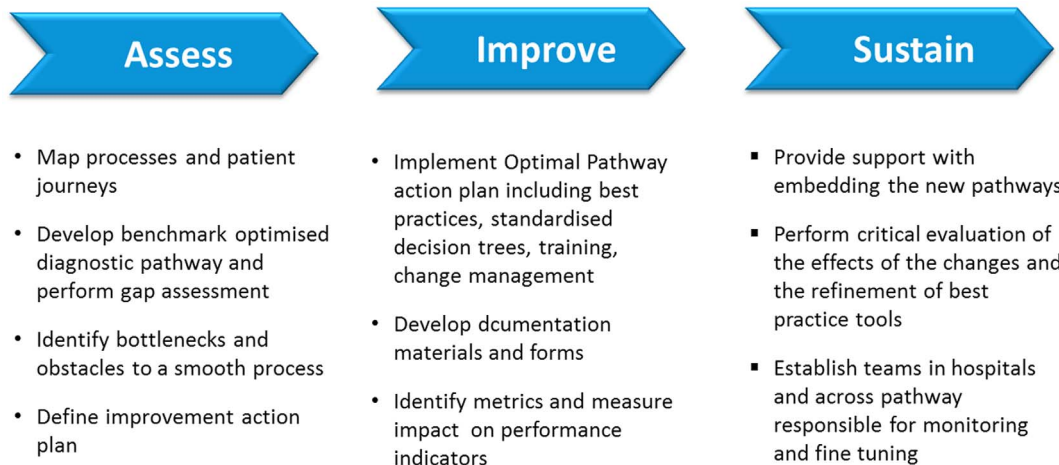 Assess
• Map processes and patient
journeys
• Develop benchmark optimised
diagnostic pathway and
perform gap assessment
• Identify bottlenecks and
obstacles to a smooth process
• Define improvement action
plan
Improve
• Implement Optimal Pathway
action plan including best
practices, standardised
decision trees, training,
change management
• Develop dcumentation
materials and forms
• Identify metrics and measure
impact on performance
indicators
Sustain
▪ Provide support with
embedding the new pathways
▪ Perform critical evaluation of
the effects of the changes and
the refinement of best
practice tools
▪ Establish teams in hospitals
and across pathway
responsible for monitoring
and fine tuning